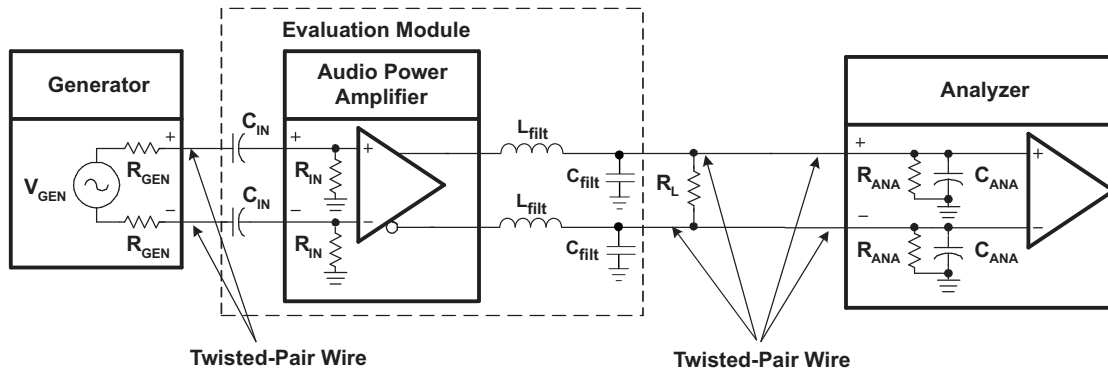 Evaluation Module
Generator
Audio Power
Amplifier
Analyzer
C_IN
L_filt
+
+
+
+
+
R_GEN
R_IN
C_filt
R_L
R_ANA
C_ANA
V_GEN
C_IN
L_filt
−
−
−
−
−
R_GEN
R_IN
C_filt
R_ANA
C_ANA
Twisted-Pair Wire
Twisted-Pair Wire